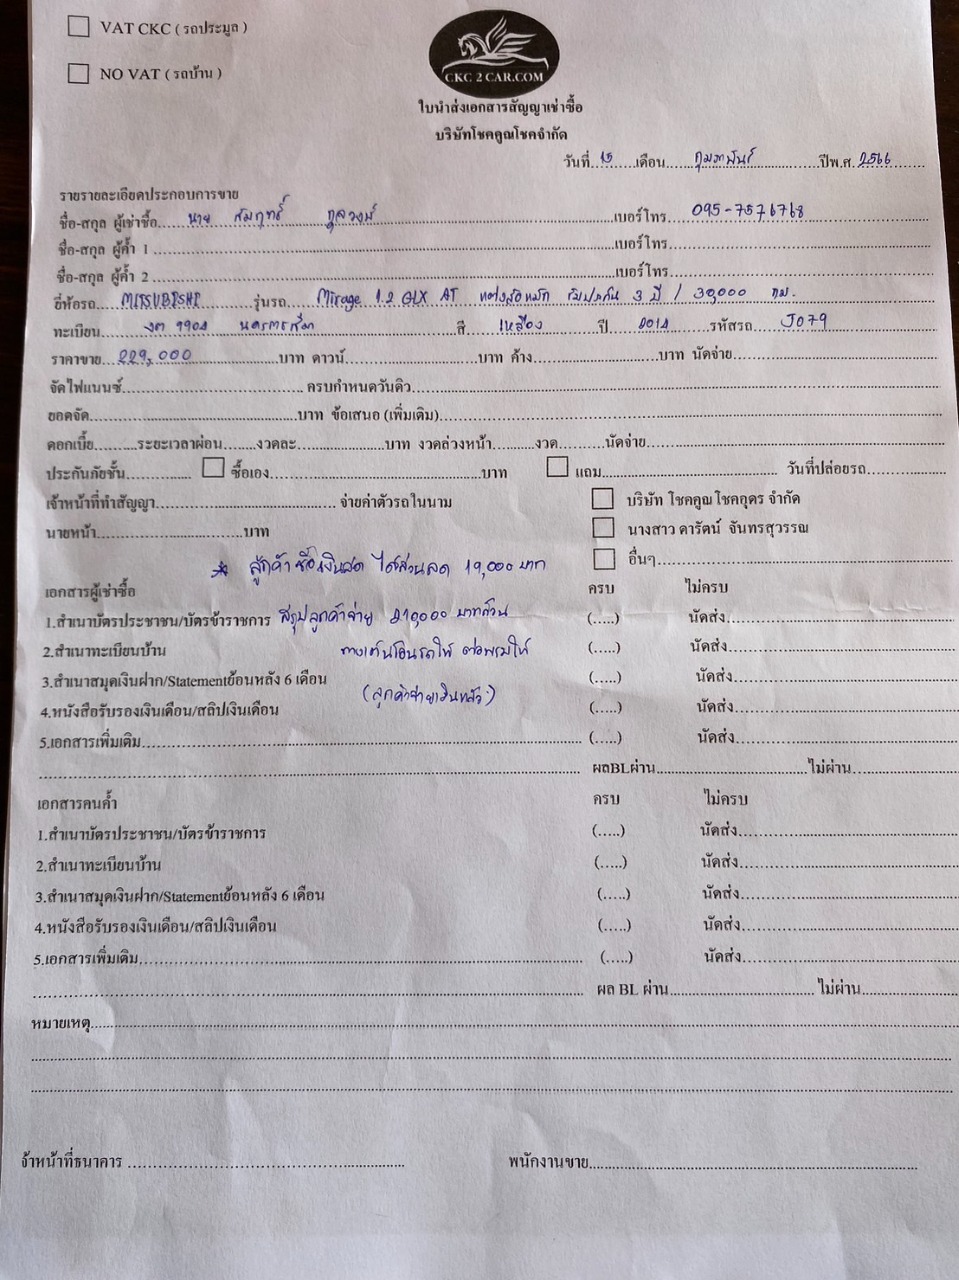 VAT CKC ( รถประมูล )
NO VAT ( รถบ้าน )
CKC 2 CAR.COM
ใบนำส่งเอกสารสัญญาเช่าซื้อ
บริษัทโชคคูณโชคจำกัด
วันที่ 15 เดือน กุมภาพันธ์ ปีพ.ศ. 2566
รายรายละเอียดประกอบการขาย
ชื่อ-สกุล ผู้เช่าซื้อ นาย สัมฤทธิ์ กุลวงษ์ เบอร์โทร 095-7576768
ชื่อ-สกุล ผู้ค้ำ 1 เบอร์โทร
ชื่อ-สกุล ผู้ค้ำ 2 เบอร์โทร
ยี่ห้อรถ MITSUBISHI รุ่นรถ Mirage 1.2 GLX AT รับประกัน 3 ปี / 30,000 กม.
ทะเบียน 9904 สี เหลือง ปี 2014 รหัสรถ J079
ราคาขาย 229,000 บาท ดาวน์ บาท ค้าง บาท นัดจ่าย
จัดไฟแนนซ์ ครบกำหนดวันดิว
ยอดจัด บาท ข้อเสนอ (เพิ่มเติม)
ดอกเบี้ย ระยะเวลาผ่อน งวดละ บาท งวดล่วงหน้า งวด นัดจ่าย
ประกันภัยชั้น ซื้อเอง บาท แถม วันที่ปล่อยรถ
เจ้าหน้าที่ทำสัญญา จ่ายค่าตัวรถในนาม บริษัท โชคคูณโชคอุดร จำกัด
นายหน้า บาท นางสาว ดารัตน์ จันทรสุวรรณ
* ลูกค้า ซื้อเงินสด ได้ส่วนลด 19,000 บาท อื่นๆ
เอกสารผู้เช่าซื้อ ครบ ไม่ครบ
1.สำเนาบัตรประชาชน/บัตรข้าราชการ สรุปลูกค้าจ่าย 210,000 บาทถ้วน (.....) นัดส่ง
2.สำเนาทะเบียนบ้าน ทางเต็นโอนรถให้ ต่อพรบให้ (.....) นัดส่ง
3.สำเนาสมุดเงินฝาก/Statementย้อนหลัง 6 เดือน (.....) นัดส่ง
(ลูกค้าจ่ายเงินแล้ว)
4.หนังสือรับรองเงินเดือน/สลิปเงินเดือน (.....) นัดส่ง
5.เอกสารเพิ่มเติม (.....) นัดส่ง
ผลBLผ่าน ไม่ผ่าน
เอกสารคนค้ำ ครบ ไม่ครบ
1.สำเนาบัตรประชาชน/บัตรข้าราชการ (.....) นัดส่ง
2.สำเนาทะเบียนบ้าน (.....) นัดส่ง
3.สำเนาสมุดเงินฝาก/Statementย้อนหลัง 6 เดือน (.....) นัดส่ง
4.หนังสือรับรองเงินเดือน/สลิปเงินเดือน (.....) นัดส่ง
5.เอกสารเพิ่มเติม (.....) นัดส่ง
ผล BL ผ่าน ไม่ผ่าน
หมายเหตุ
จ้าหน้าที่ธนาคาร พนักงานขาย